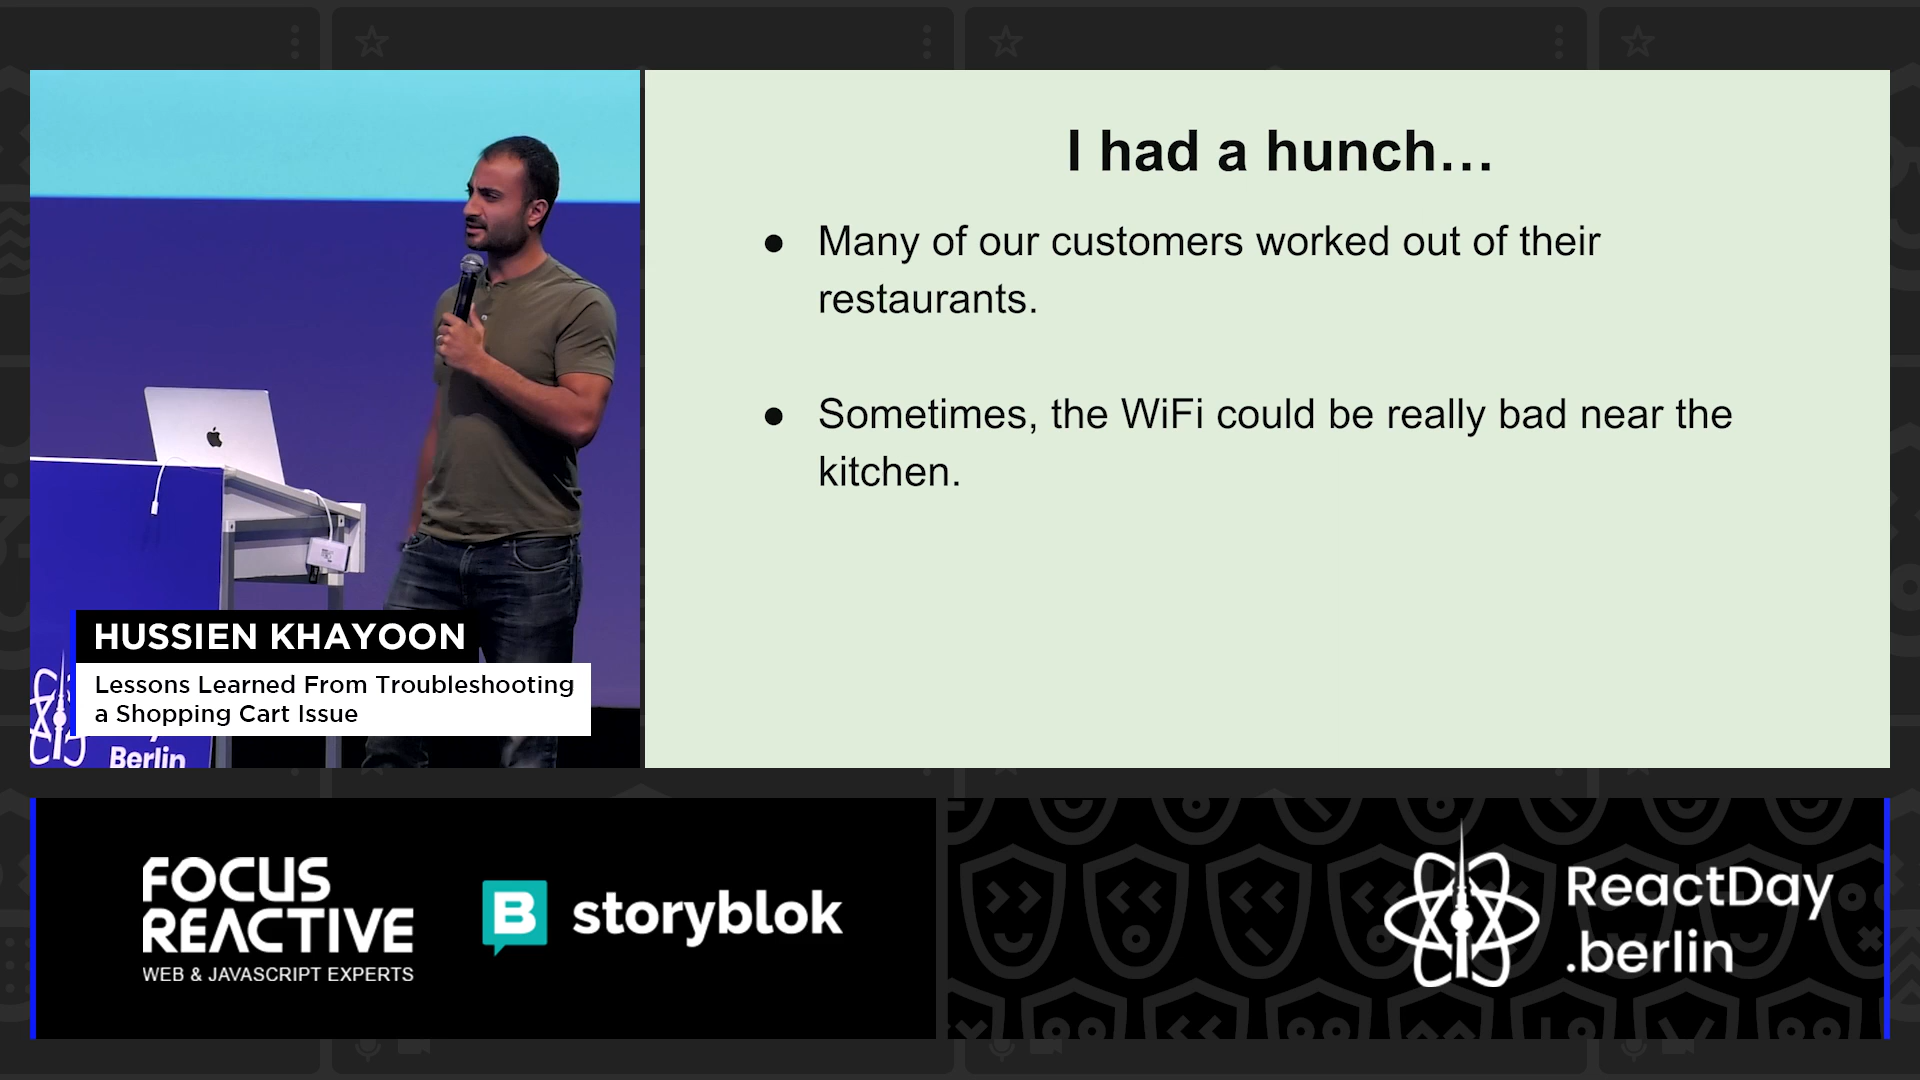 I had a hunch…
● Many of our customers worked out of their
restaurants.
● Sometimes, the WiFi could be really bad near the
kitchen.
HUSSIEN KHAYOON
Lessons Learned From Troubleshooting
a Shopping Cart Issue
Berlin
FOCUS
REACTIVE
WEB & JAVASCRIPT EXPERTS
B storyblok
ReactDay
.berlin